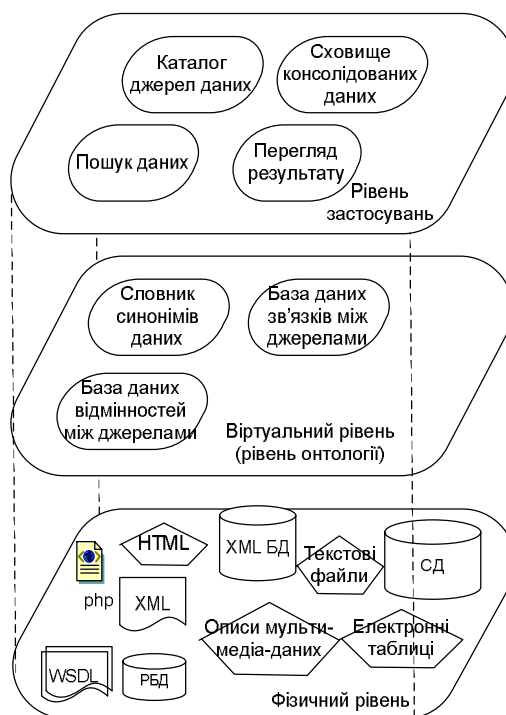 Каталог
джерел даних
Сховище
консолідованих
даних
Пошук даних
Перегляд
результату
Рівень
застосувань
Словник
синонімів
даних
База даних
зв'язків між
джерелами
База даних
відмінностей
між джерелами
Віртуальний рівень
(рівень онтології)
HTML
XML БД
Текстові
файли
СД
php
XML
Описи мульти-
медіа-даних
Електронні
таблиці
WSDL
РБД
Фізичний рівень